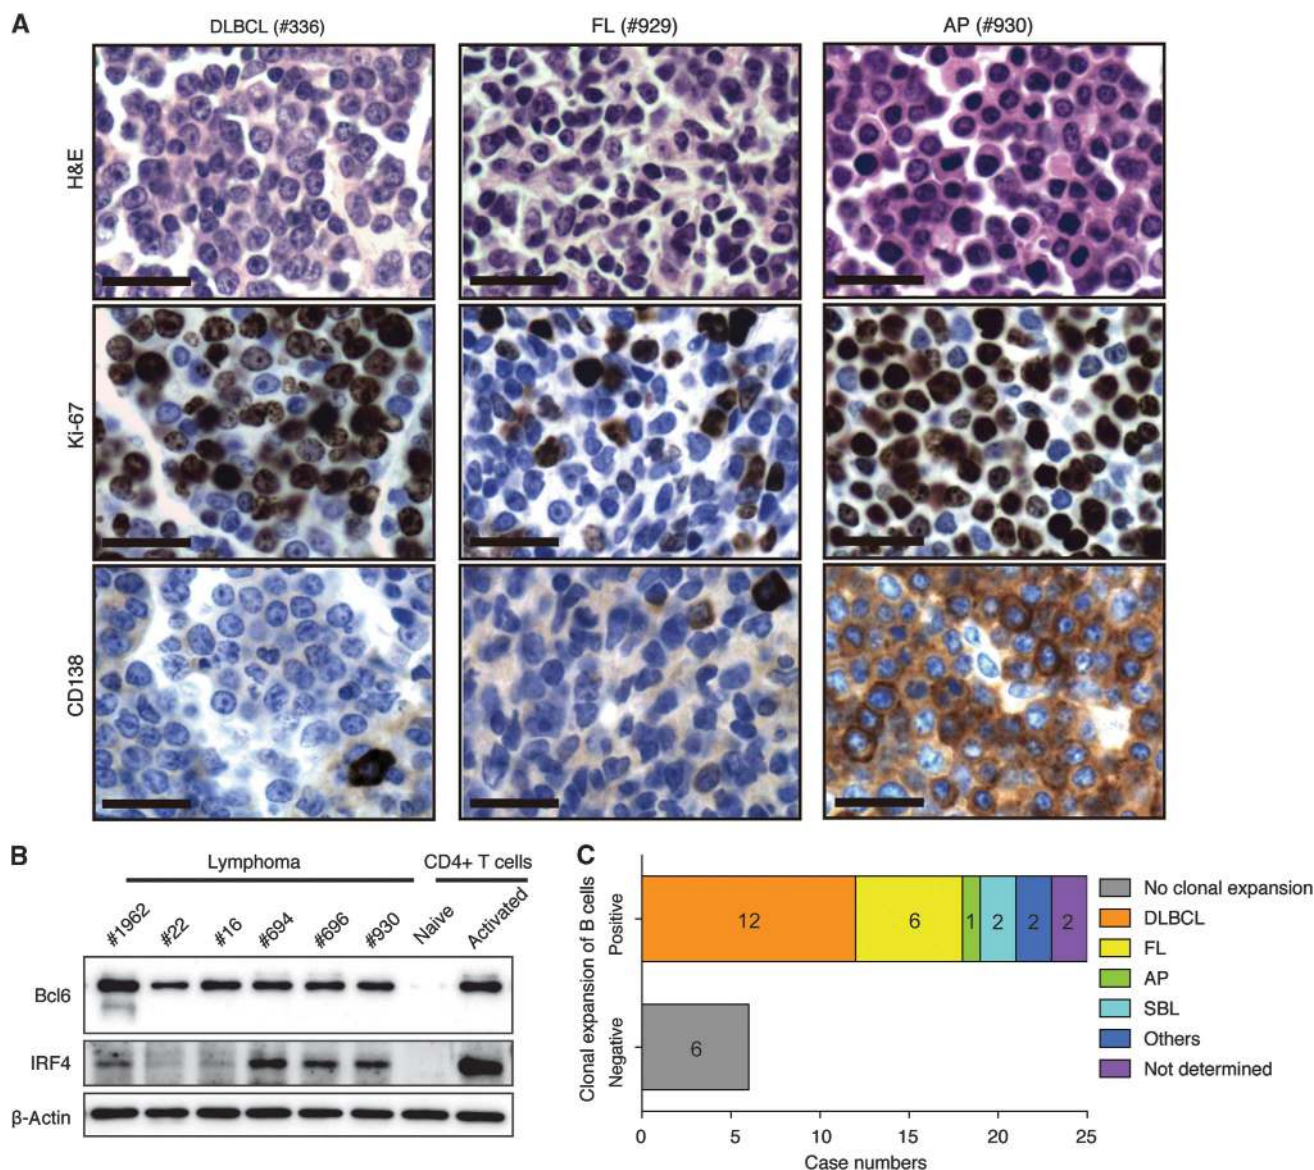 A
DLBCL (#336)
FL (#929)
AP (#930)
H&E
Ki-67
CD138
B
Lymphoma
CD4+ T cells
#1962
#22
#16
#694
#696
#930
Naive
Activated
Bcl6
IRF4
β-Actin
C
Clonal expansion of B cells
Positive
Negative
12
6
1
2
2
2
6
0
5
10
15
20
25
Case numbers
No clonal expansion
DLBCL
FL
AP
SBL
Others
Not determined